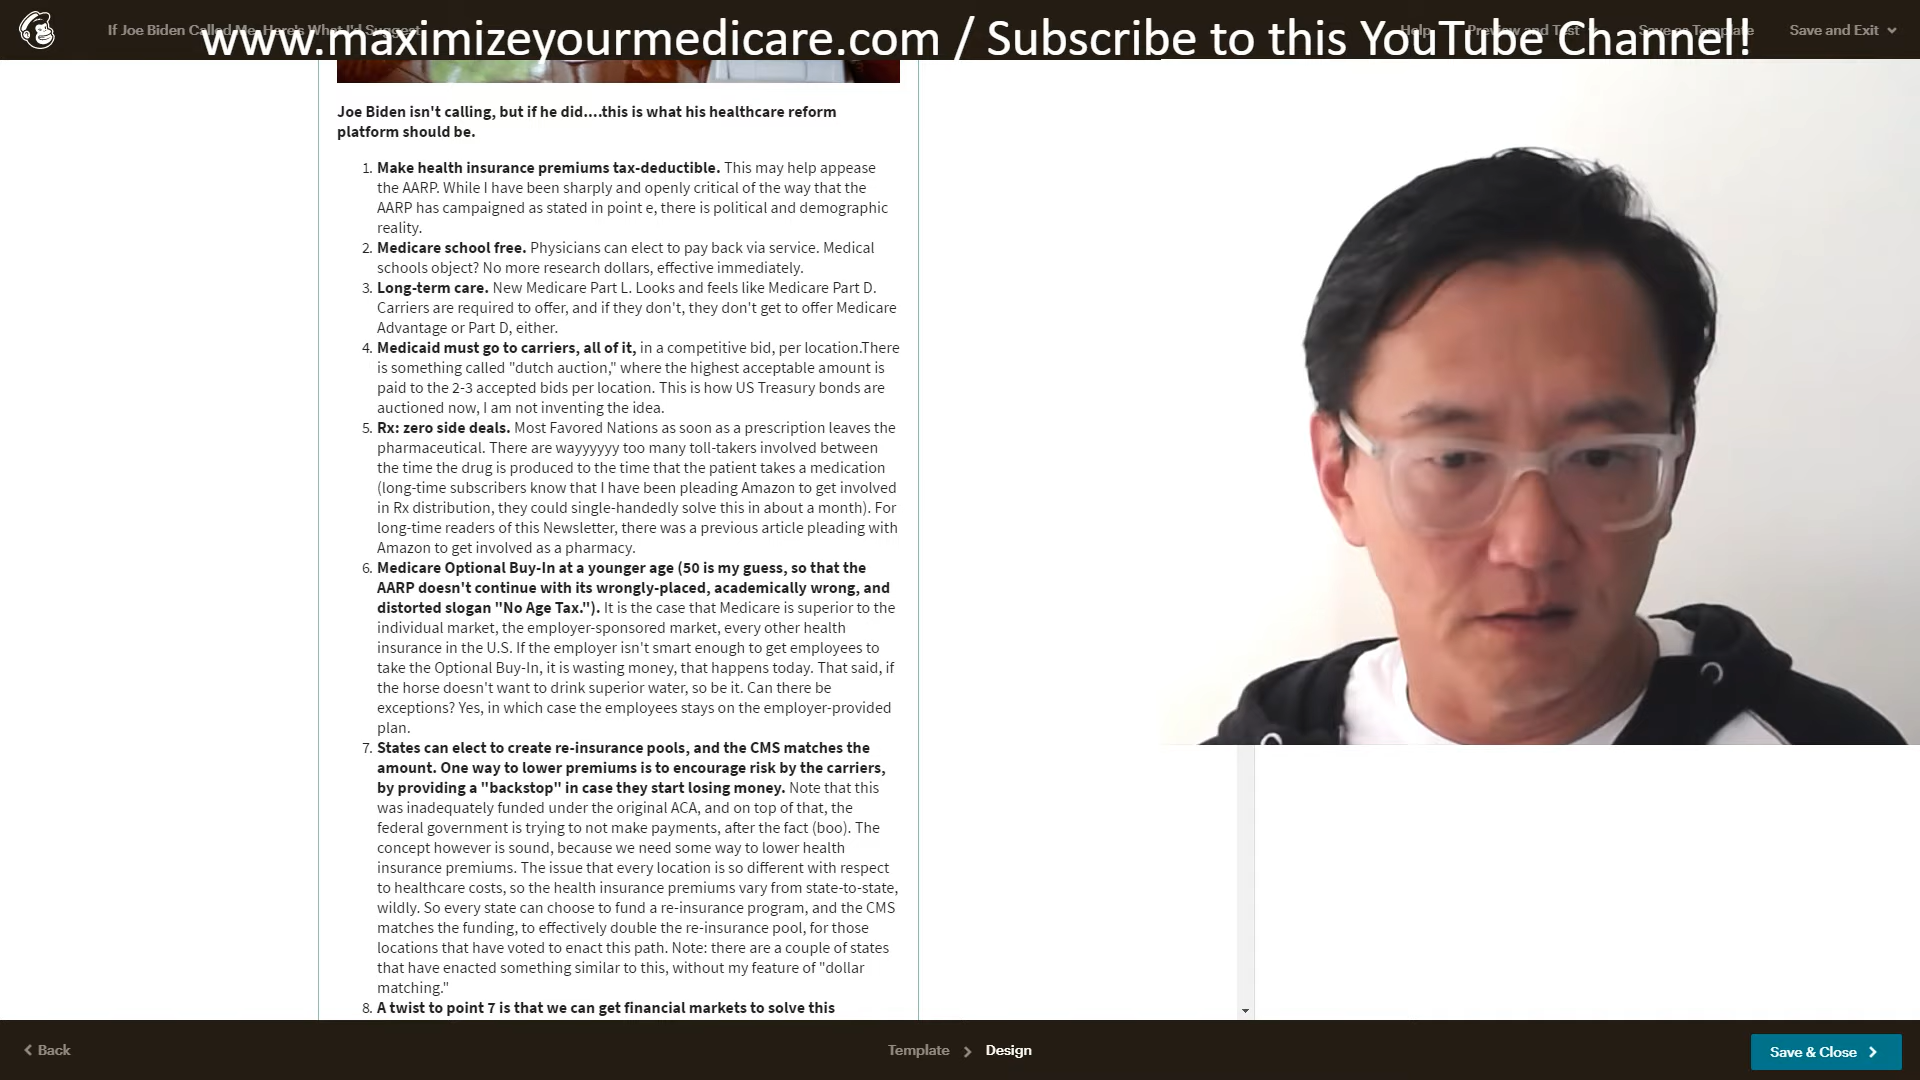 If Joe Biden Called Me, Here's What I'd Suggest
www.maximizeyourmedicare.com / Subscribe to this YouTube Channel!
Help
Preview and Test
Save as Template
Save and Exit
Joe Biden isn't calling, but if he did....this is what his healthcare reform
platform should be.
1. Make health insurance premiums tax-deductible. This may help appease
the AARP. While I have been sharply and openly critical of the way that the
AARP has campaigned as stated in point e, there is political and demographic
reality.
2. Medicare school free. Physicians can elect to pay back via service. Medical
schools object? No more research dollars, effective immediately.
3. Long-term care. New Medicare Part L. Looks and feels like Medicare Part D.
Carriers are required to offer, and if they don't, they don't get to offer Medicare
Advantage or Part D, either.
4. Medicaid must go to carriers, all of it, in a competitive bid, per location.There
is something called "dutch auction," where the highest acceptable amount is
paid to the 2-3 accepted bids per location. This is how US Treasury bonds are
auctioned now, I am not inventing the idea.
5. Rx: zero side deals. Most Favored Nations as soon as a prescription leaves the
pharmaceutical. There are wayyyyyy too many toll-takers involved between
the time the drug is produced to the time that the patient takes a medication
(long-time subscribers know that I have been pleading Amazon to get involved
in Rx distribution, they could single-handedly solve this in about a month). For
long-time readers of this Newsletter, there was a previous article pleading with
Amazon to get involved as a pharmacy.
6. Medicare Optional Buy-In at a younger age (50 is my guess, so that the
AARP doesn't continue with its wrongly-placed, academically wrong, and
distorted slogan "No Age Tax."). It is the case that Medicare is superior to the
individual market, the employer-sponsored market, every other health
insurance in the U.S. If the employer isn't smart enough to get employees to
take the Optional Buy-In, it is wasting money, that happens today. That said, if
the horse doesn't want to drink superior water, so be it. Can there be
exceptions? Yes, in which case the employees stays on the employer-provided
plan.
7. States can elect to create re-insurance pools, and the CMS matches the
amount. One way to lower premiums is to encourage risk by the carriers,
by providing a "backstop" in case they start losing money. Note that this
was inadequately funded under the original ACA, and on top of that, the
federal government is trying to not make payments, after the fact (boo). The
concept however is sound, because we need some way to lower health
insurance premiums. The issue that every location is so different with respect
to healthcare costs, so the health insurance premiums vary from state-to-state,
wildly. So every state can choose to fund a re-insurance program, and the CMS
matches the funding, to effectively double the re-insurance pool, for those
locations that have voted to enact this path. Note: there are a couple of states
that have enacted something similar to this, without my feature of "dollar
matching."
8. A twist to point 7 is that we can get financial markets to solve this
Back
Template
Design
Save & Close